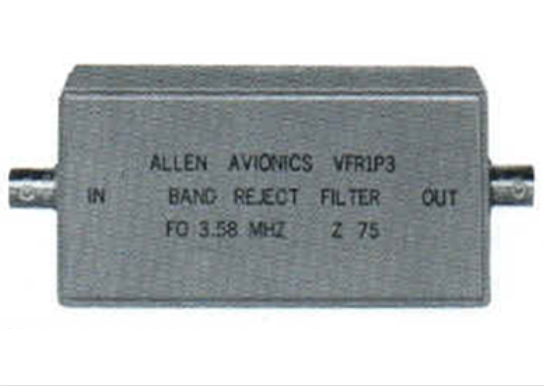 ALLEN AVIONICS VFR1P3
IN BAND REJECT FILTER OUT
FO 3.58 MHZ Z 75